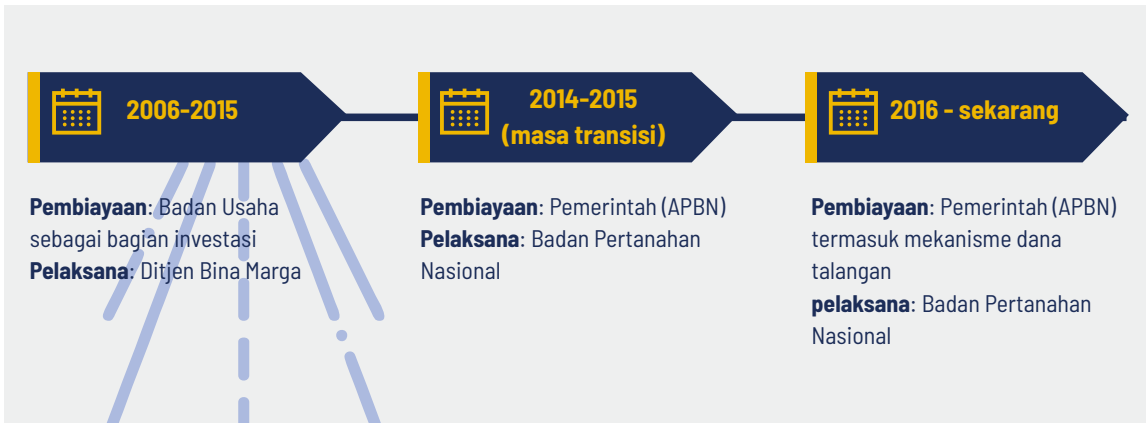 2006-2015
Pembiayaan: Badan Usaha
sebagai bagian investasi
Pelaksana: Ditjen Bina Marga
2014-2015
(masa transisi)
Pembiayaan: Pemerintah (APBN)
Pelaksana: Badan Pertanahan
Nasional
2016 - sekarang
Pembiayaan: Pemerintah (APBN)
termasuk mekanisme dana
talangan
pelaksana: Badan Pertanahan
Nasional